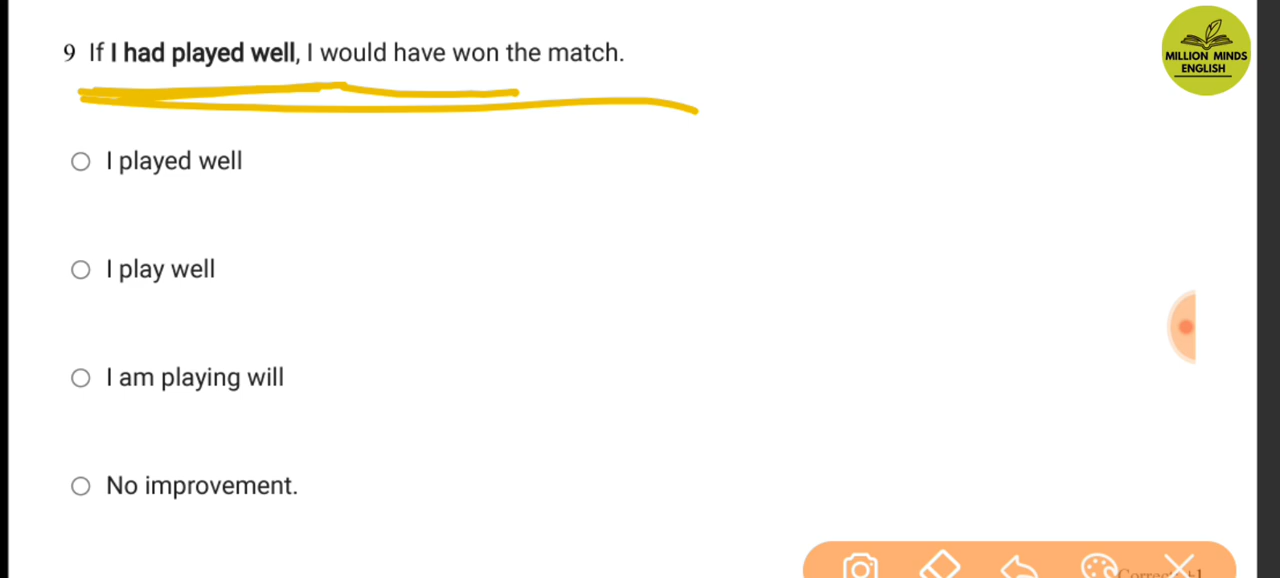 9 If I had played well, I would have won the match.
MILLION MINDS
ENGLISH
I played well
I play well
I am playing will
No improvement.